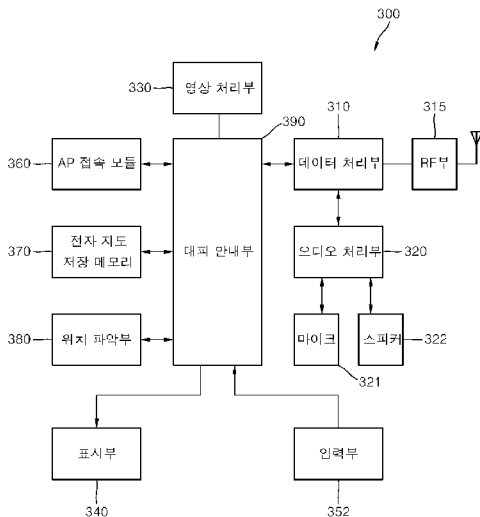 300
330
영상 처리부
390
310
315
360
AP 접속 모듈
데이터 처리부
RF부
370
전자 지도
저장 메모리
대피 안내부
오디오 처리부
320
380
위치 파악부
마이크
스피커
322
321
표시부
입력부
340
352